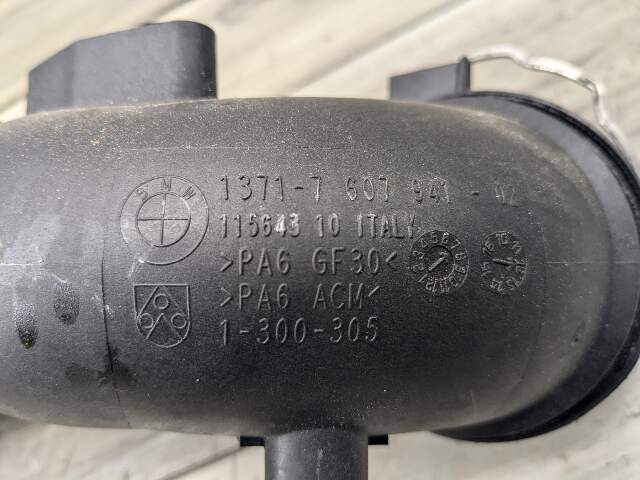 BMW
1371-7 607 941 - 02
115643 10 ITALY
>PA6 GF30<
>PA6 ACM<
1-300-305